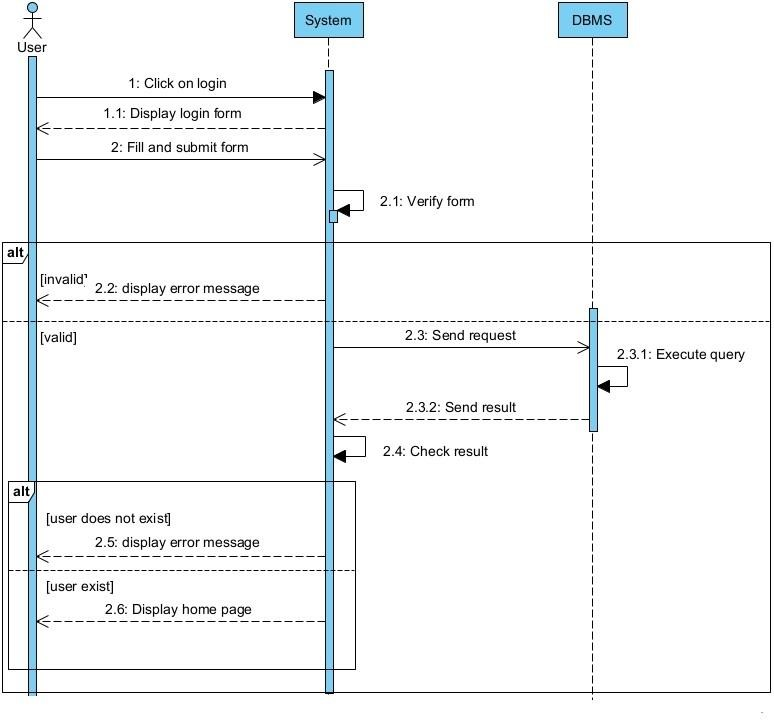 User
System
DBMS
1: Click on login
1.1: Display login form
2: Fill and submit form
2.1: Verify form
alt
[invalid]
2.2: display error message
[valid]
2.3: Send request
2.3.1: Execute query
2.3.2: Send result
2.4: Check result
alt
[user does not exist]
2.5: display error message
[user exist]
2.6: Display home page